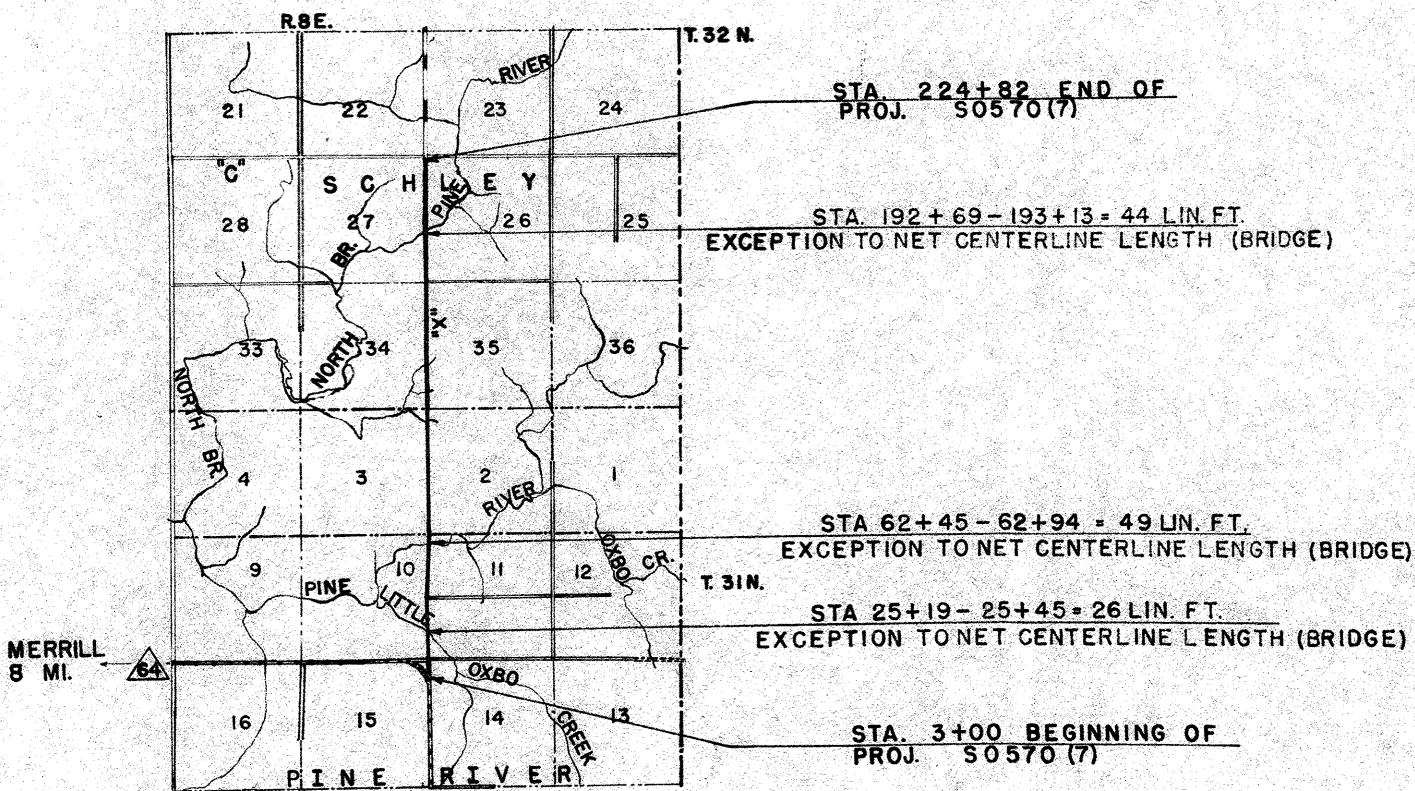 R.8E.
T. 32 N.
RIVER
21
22
23
24
STA. 224+82 END OF
PROJ. S0570(7)
"C"
SCHLEY
PINE
28
27
26
25
BR.
STA. 192+69-193+13 = 44 LIN. FT.
EXCEPTION TO NET CENTERLINE LENGTH (BRIDGE)
"X"
33
NORTH
34
35
36
NORTH BR.
4
3
2
1
RIVER
OXBO CR.
STA 62+45-62+94 = 49 LIN. FT.
EXCEPTION TO NET CENTERLINE LENGTH (BRIDGE)
9
PINE
10
11
12
T. 31 N.
LITTLE
STA 25+19-25+45 = 26 LIN. FT.
EXCEPTION TO NET CENTERLINE LENGTH (BRIDGE)
MERRILL
8 MI.
64
OXBO
CREEK
16
15
14
13
STA. 3+00 BEGINNING OF
PROJ. S0570(7)
PINE RIVER